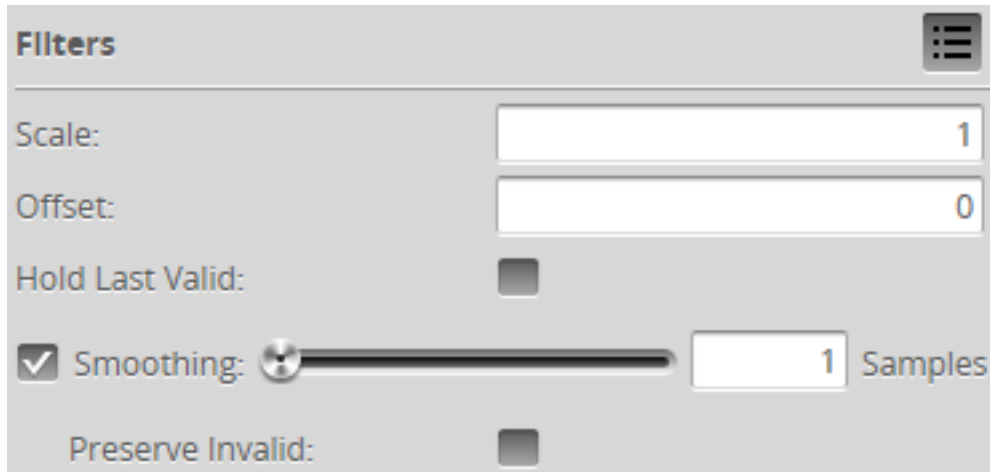 Filters
Scale: 1
Offset: 0
Hold Last Valid:
Smoothing: 1 Samples
Preserve Invalid: